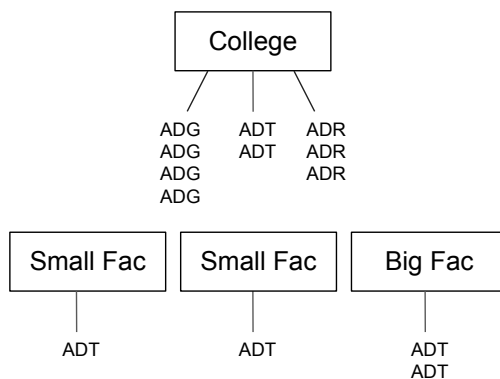 College
ADG ADT ADR
ADG ADT ADR
ADG ADR
ADG
Small Fac Small Fac Big Fac
ADT ADT ADT
ADT